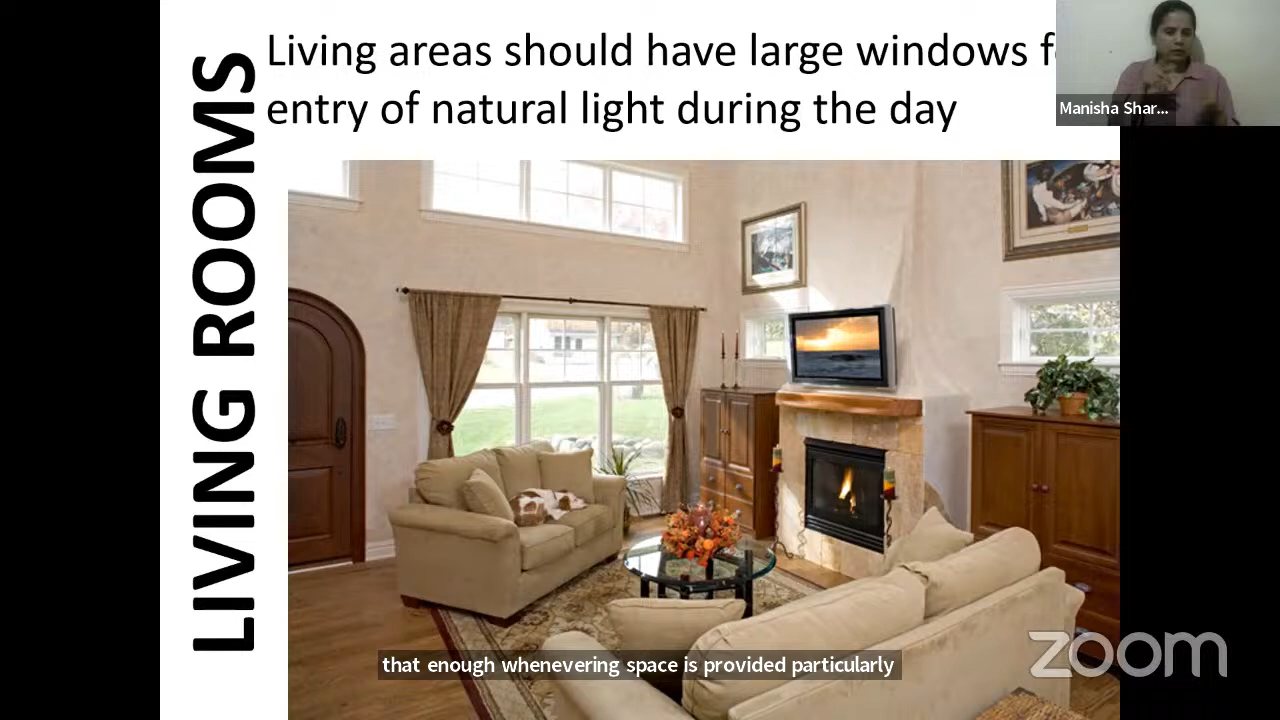 Living areas should have large windows f
entry of natural light during the day
LIVING ROOMS
Manisha Shar...
that enough whenevering space is provided particularly
zoom